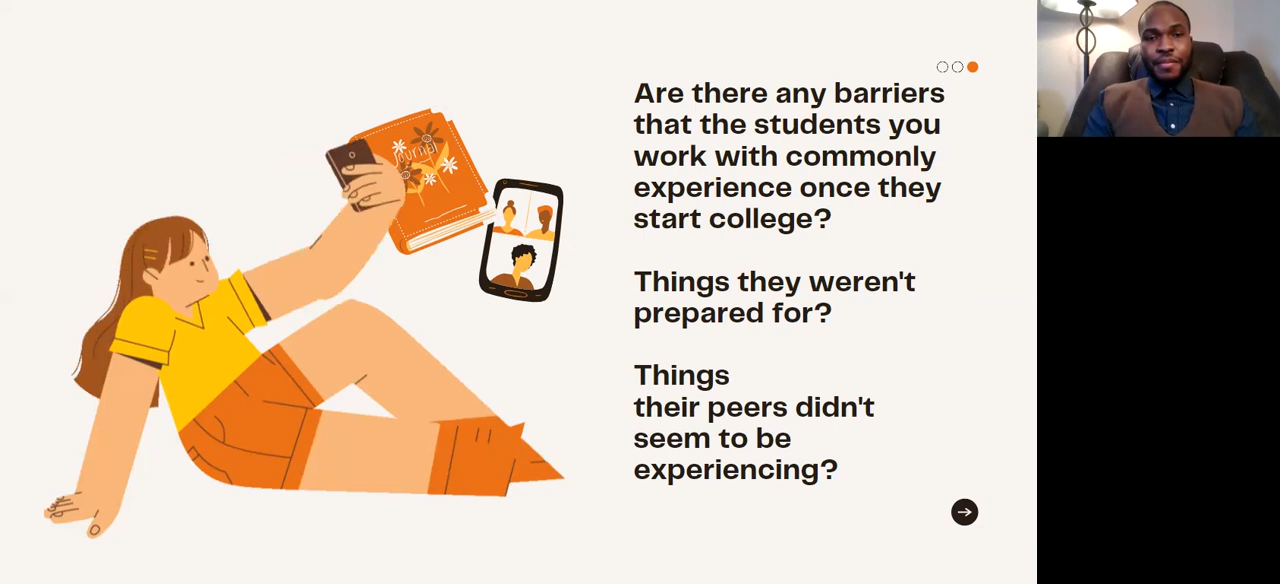 Journal
Are there any barriers
that the students you
work with commonly
experience once they
start college?
Things they weren't
prepared for?
Things
their peers didn't
seem to be
experiencing?